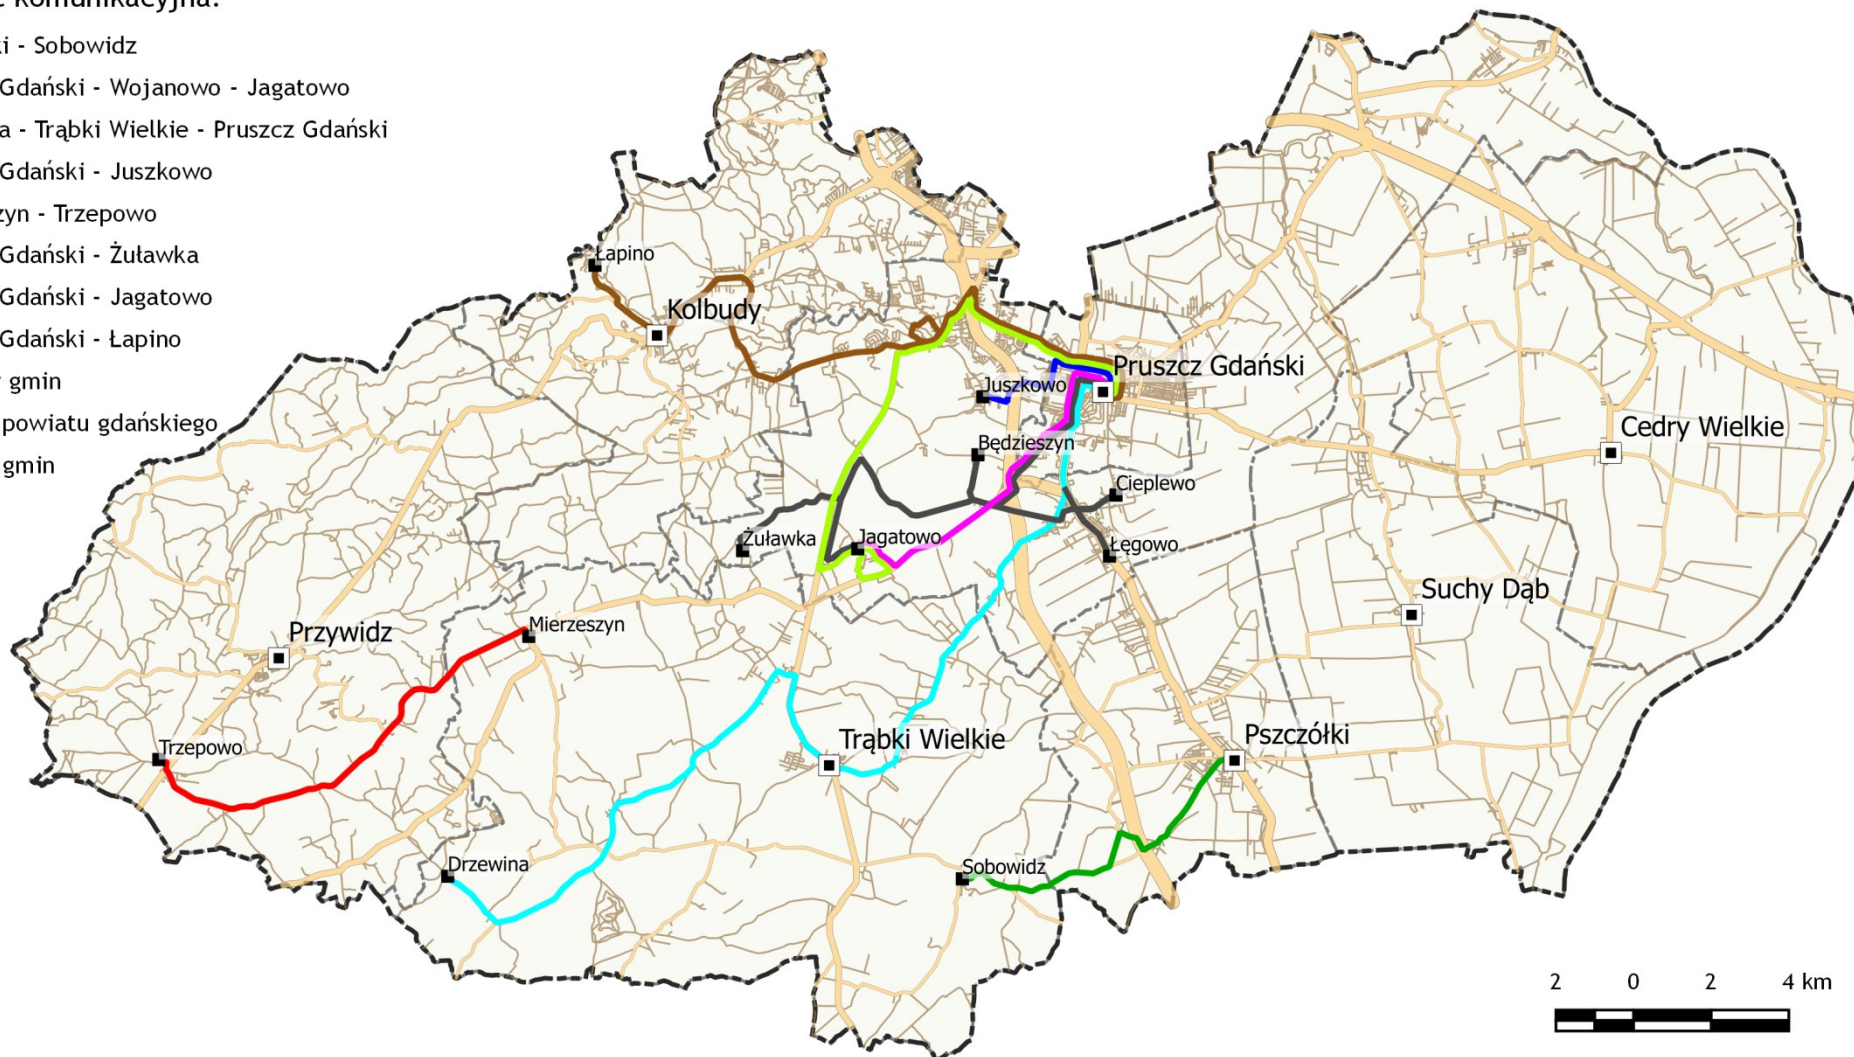 komunikacyjna:
ki - Sobowidz
Gdański - Wojanowo - Jagatowo
a - Trąbki Wielkie - Pruszcz Gdański
Gdański - Juszkowo
zyn - Trzepowo
Gdański - Żuławka
Gdański - Jagatowo
Gdański - Łapino
gmin
powiatu gdańskiego
gmin
Łapino
Kolbudy
Pruszcz Gdański
Juszkowo
Cedry Wielkie
Będzieszyn
Cieplewo
Żuławka
Jagatowo
Łęgowo
Suchy Dąb
Mierzeszyn
Przywidz
Trzepowo
Trąbki Wielkie
Pszczółki
Drzewina
Sobowidz
2 0 2 4 km